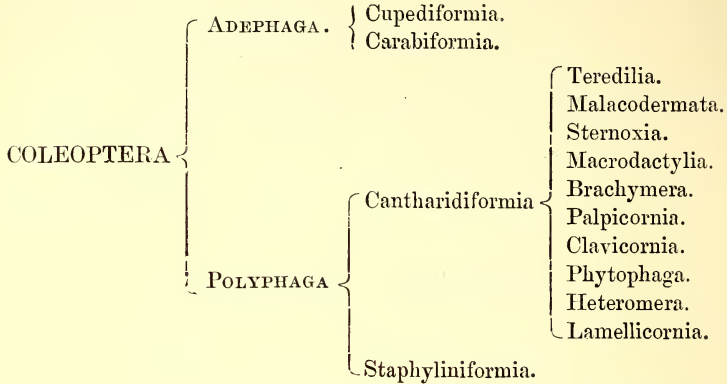 ADEPHAGA.
Cupediformia.
Carabiformia.
COLEOPTERA
Teredilia.
Malacodermata.
Sternoxia.
Macrodactylia.
Cantharidiformia
Brachymera.
Palpicornia.
Clavicornia.
Phytophaga.
Heteromera.
Lamellicornia.
POLYPHAGA
Staphyliniformia.